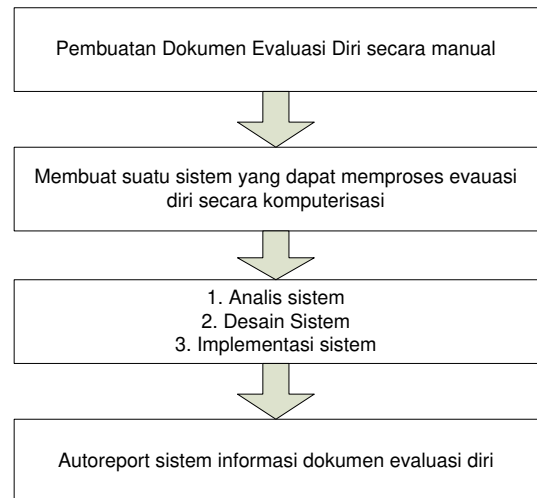 Pembuatan Dokumen Evaluasi Diri secara manual
Membuat suatu sistem yang dapat memproses evauasi
diri secara komputerisasi
1. Analis sistem
2. Desain Sistem
3. Implementasi sistem
Autoreport sistem informasi dokumen evaluasi diri